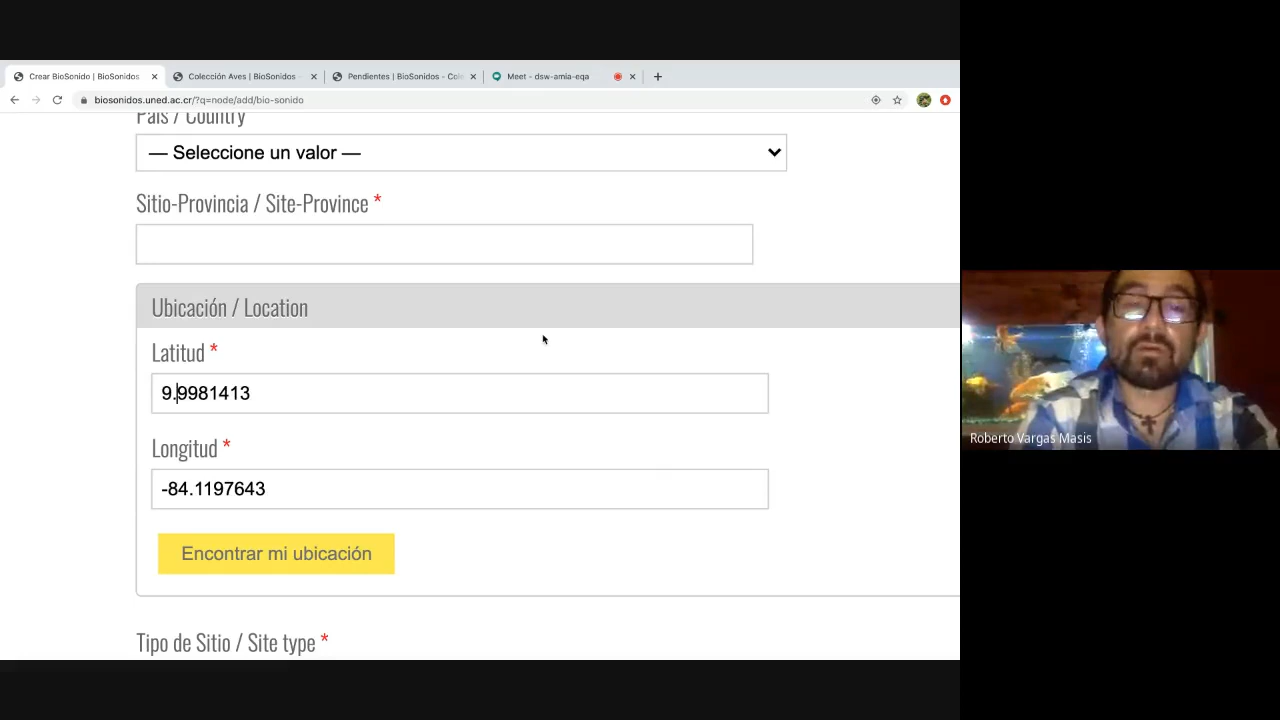 Crear BioSonido | BioSonidos
Colección Aves | BioSonidos -
Pendientes | BioSonidos - Cole
Meet - dsw-amia-eqa
biosonidos.uned.ac.cr/?q=node/add/bio-sonido
País / Country
— Seleccione un valor —
Sitio-Provincia / Site-Province *
Ubicación / Location
Latitud *
9.9981413
Longitud *
-84.1197643
Encontrar mi ubicación
Tipo de Sitio / Site type *
Roberto Vargas Masis